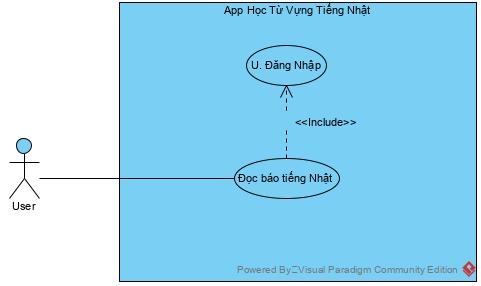 App Học Từ Vựng Tiếng Nhật
U. Đăng Nhập
<<Include>>
Đọc báo tiếng Nhật
User
Powered By Visual Paradigm Community Edition